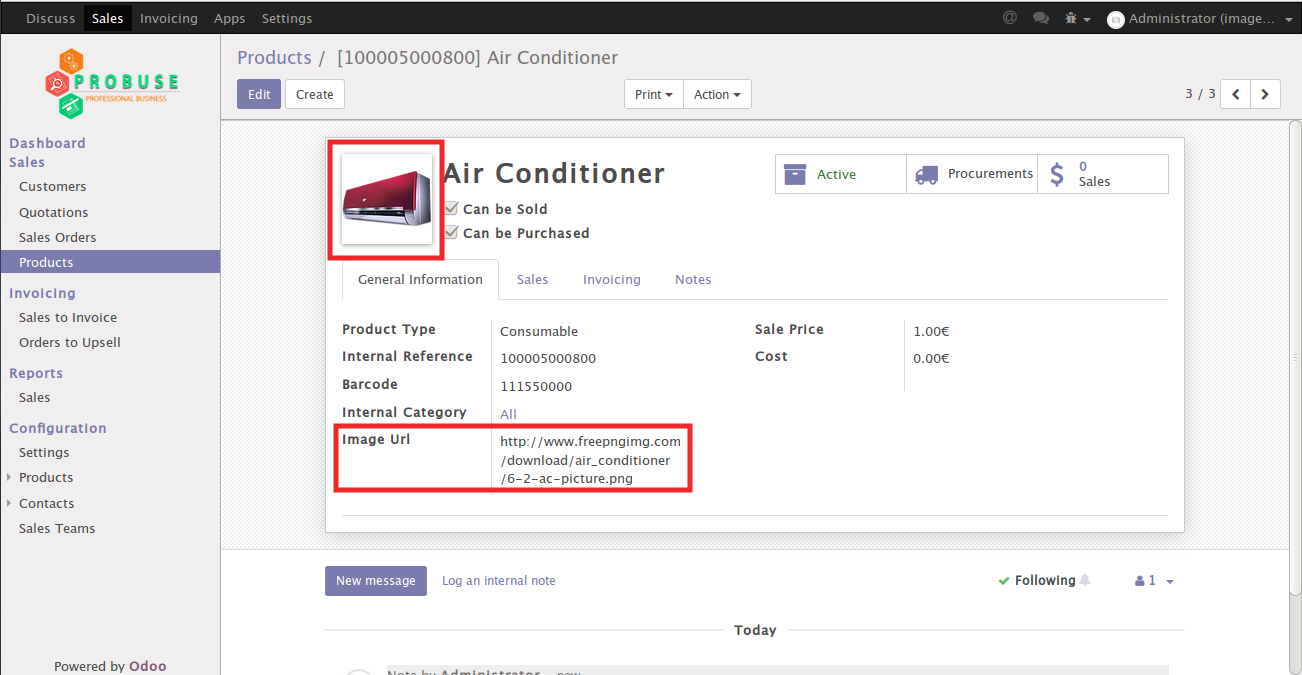 Discuss Sales Invoicing Apps Settings @ Administrator (image...
PROBUSE
PROFESSIONAL BUSINESS
Products / [100005000800] Air Conditioner
Edit Create Print Action 3 / 3
Dashboard
Sales
Customers
Quotations
Sales Orders
Products
Invoicing
Sales to Invoice
Orders to Upsell
Reports
Sales
Configuration
Settings
Products
Contacts
Sales Teams
Powered by Odoo
Air Conditioner
Can be Sold
Can be Purchased
Active
Procurements
$ 0
Sales
General Information Sales Invoicing Notes
Product Type Consumable
Internal Reference 100005000800
Barcode 111550000
Internal Category All
Image Url http://www.freepngimg.com
/download/air_conditioner
/6-2-ac-picture.png
Sale Price 1.00€
Cost 0.00€
New message Log an internal note Following 1
Today
Note by Administrator - now